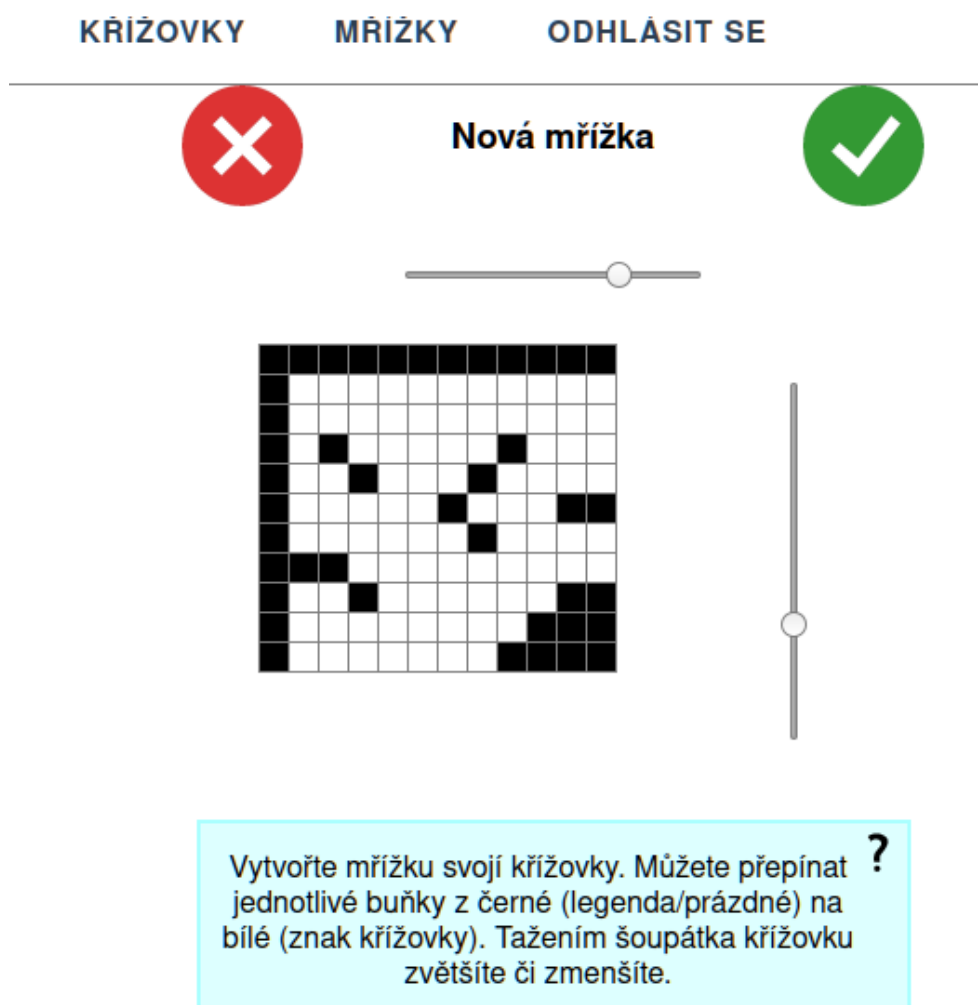 KŘÍŽOVKY MŘÍŽKY ODHLÁSIT SE
Nová mřížka
?
Vytvořte mřížku svojí křížovky. Můžete přepínat
jednotlivé buňky z černé (legenda/prázdné) na
bílé (znak křížovky). Tažením šoupátka křížovku
zvětšíte či zmenšíte.